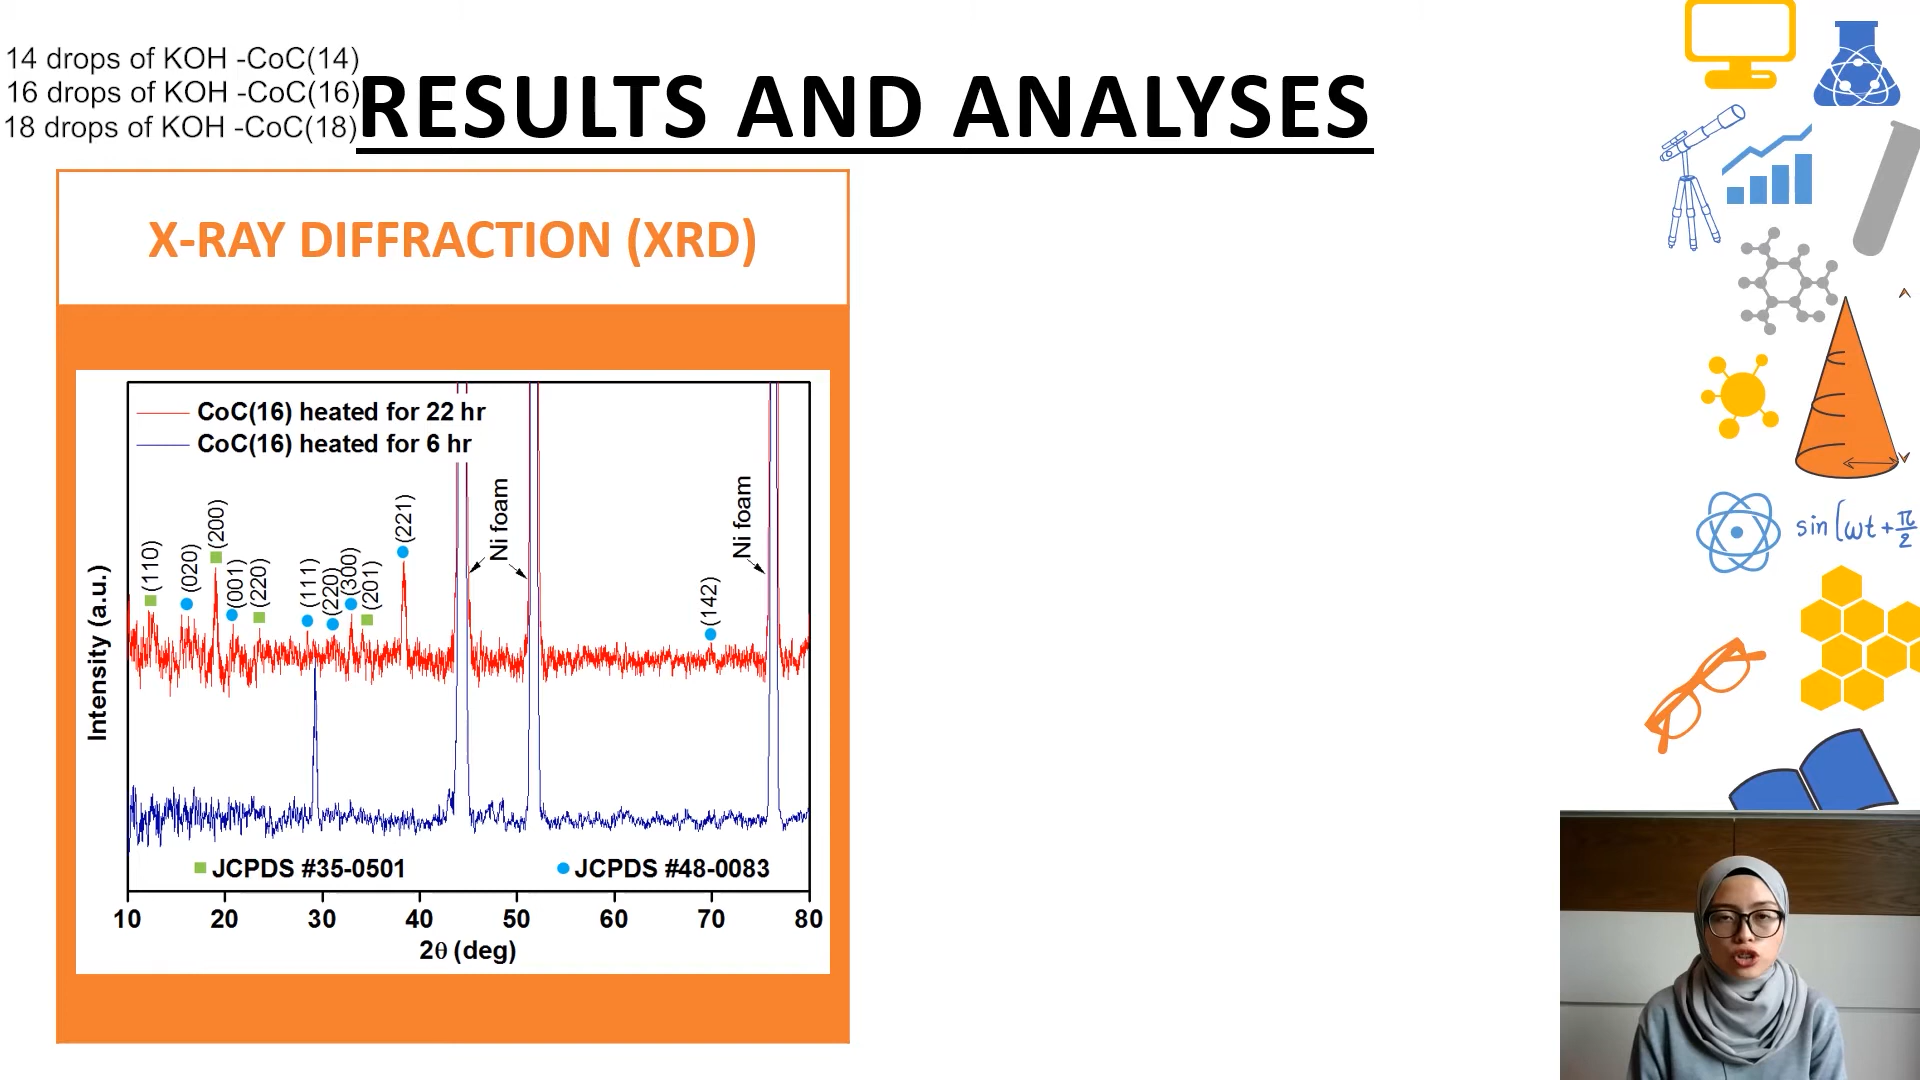 14 drops of KOH -CoC(14)
16 drops of KOH -CoC(16)
18 drops of KOH -CoC(18)
RESULTS AND ANALYSES
X-RAY DIFFRACTION (XRD)
CoC(16) heated for 22 hr
CoC(16) heated for 6 hr
(110)
(020)
(200)
(001)
(220)
(111)
(220)
(300)
(201)
(221)
Ni foam
(142)
Ni foam
Intensity (a.u.)
JCPDS #35-0501
JCPDS #48-0083
10 20 30 40 50 60 70 80
2θ (deg)
sin (ωt + π/2